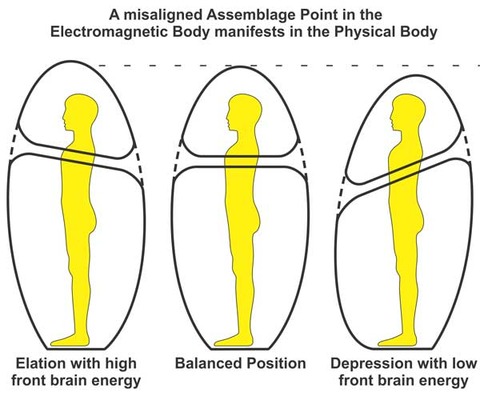 A misaligned Assemblage Point in the
Electromagnetic Body manifests in the Physical Body
Elation with high
front brain energy
Balanced Position
Depression with low
front brain energy